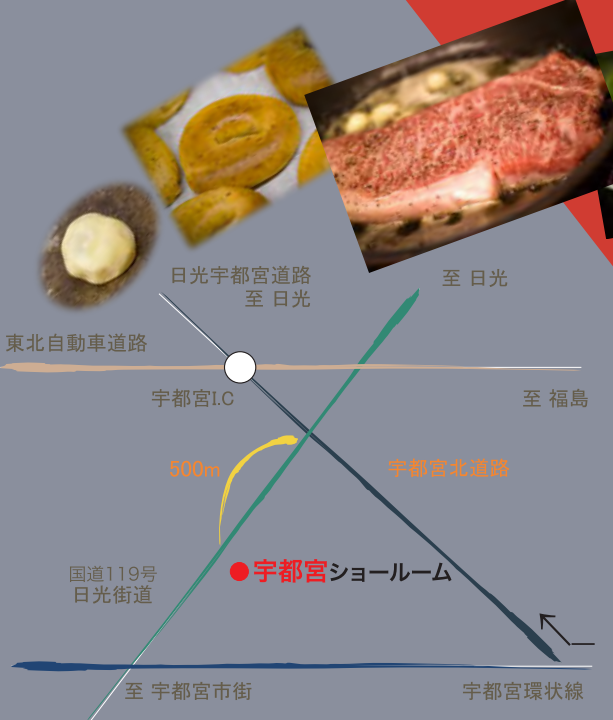 日光宇都宮道路
至 日光
至 日光
東北自動車道路
宇都宮I.C
至 福島
500m
宇都宮北道路
国道119号
日光街道
宇都宮ショールーム
至 宇都宮市街
宇都宮環状線